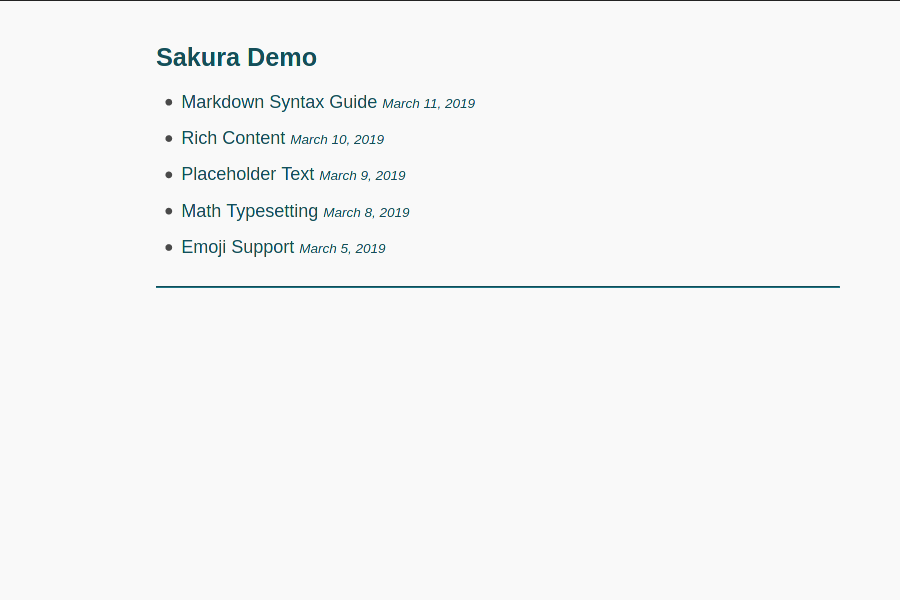 Sakura Demo
Markdown Syntax Guide March 11, 2019
Rich Content March 10, 2019
Placeholder Text March 9, 2019
Math Typesetting March 8, 2019
Emoji Support March 5, 2019